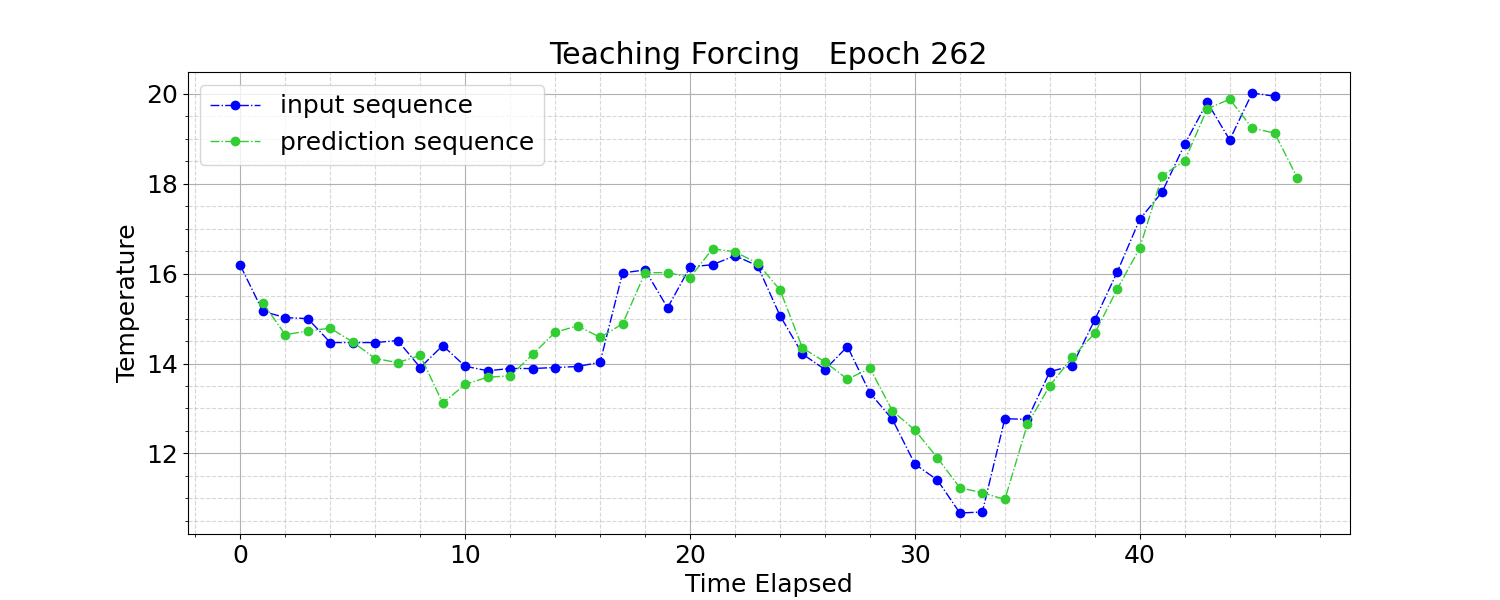 Teaching Forcing   Epoch 262
input sequence
prediction sequence
Temperature
20
18
16
14
12
0 10 20 30 40
Time Elapsed